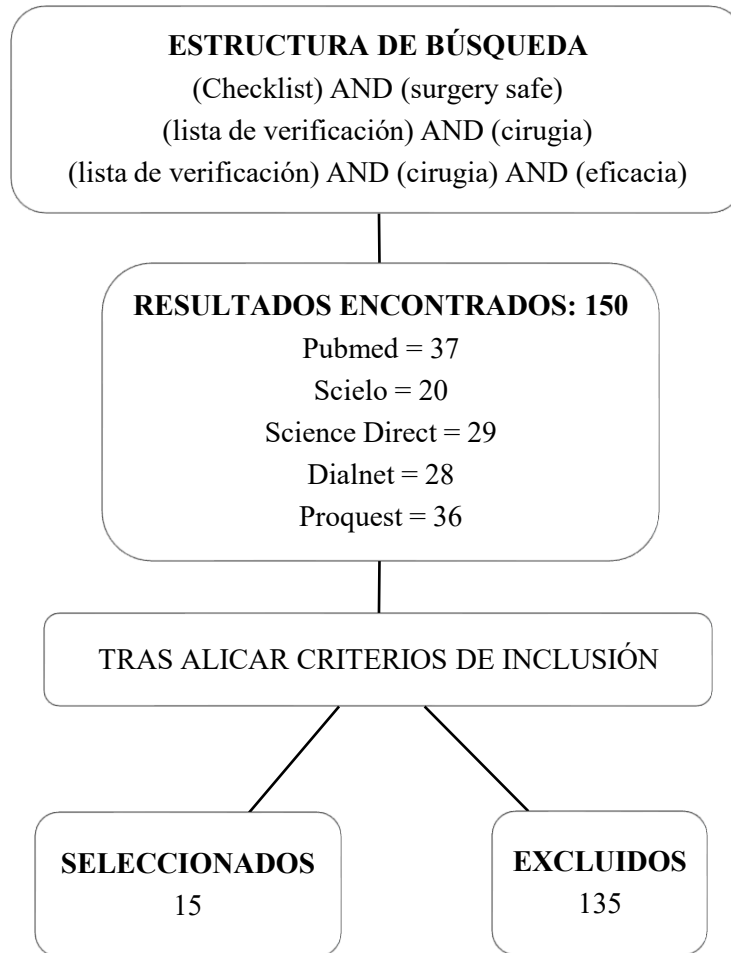 ESTRUCTURA DE BÚSQUEDA
(Checklist) AND (surgery safe)
(lista de verificación) AND (cirugia)
(lista de verificación) AND (cirugia) AND (eficacia)
RESULTADOS ENCONTRADOS: 150
Pubmed = 37
Scielo = 20
Science Direct = 29
Dialnet = 28
Proquest = 36
TRAS ALICAR CRITERIOS DE INCLUSIÓN
SELECCIONADOS
15
EXCLUIDOS
135